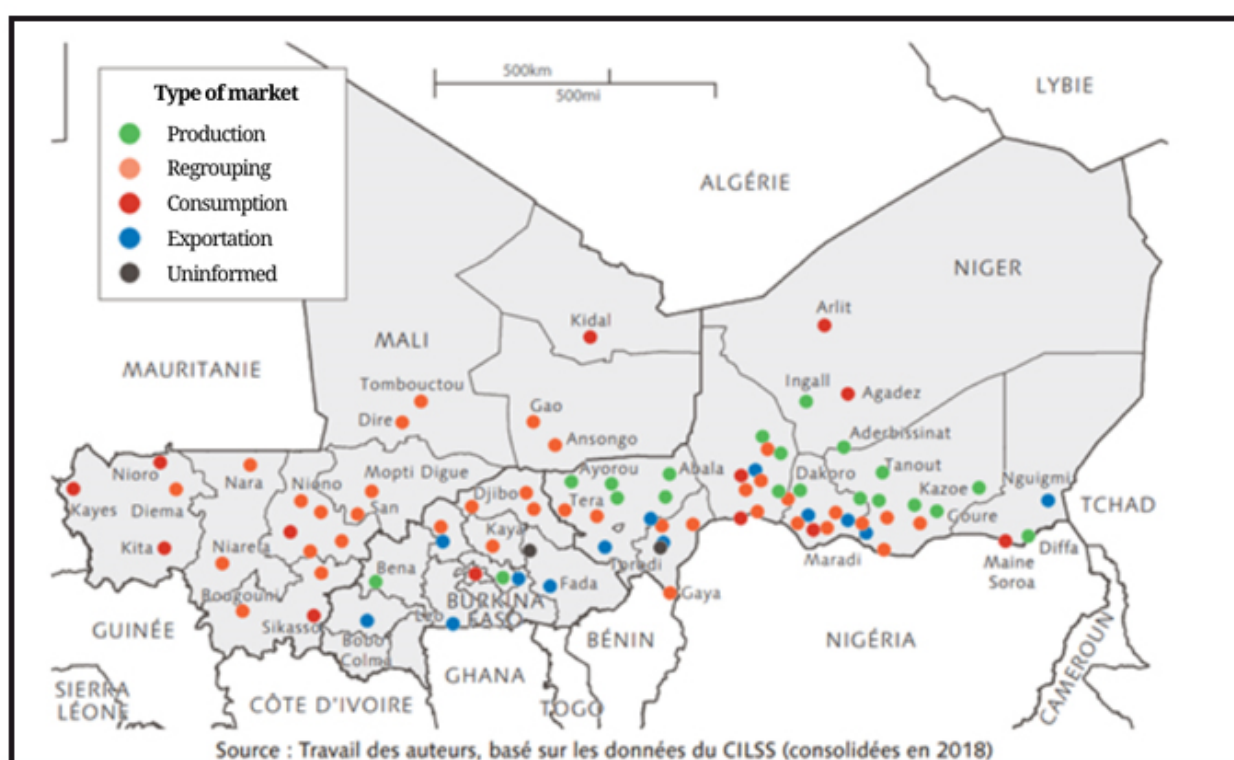 500km
500mi
Type of market
Production
Regrouping
Consumption
Exportation
Uninformed
LYBIE
ALGÉRIE
NIGER
Arlit
Kidal
MALI
MAURITANIE
Tombouctou
Ingall
Agadez
Dire
Gao
Ansongo
Aderbissinat
Nioro
Nara
Niono
Mopti Digue
Ayorou
Abala
Dakoro
Tanout
Kazoe
Nguigmi
TCHAD
Kayes
Diema
San
Djibo
Tera
Goure
Kita
Niarela
Kaya
Torodi
Maradi
Diffa
Maine
Soroa
Bena
Fada
Gaya
Bougouni
BURKINA
FASO
Leo
GUINÉE
Sikasso
Bobo
Colma
BÉNIN
NIGÉRIA
GHANA
SIERRA
LÉONE
CÔTE D'IVOIRE
TOGO
CAMEROUN
Source : Travail des auteurs, basé sur les données du CILSS (consolidées en 2018)